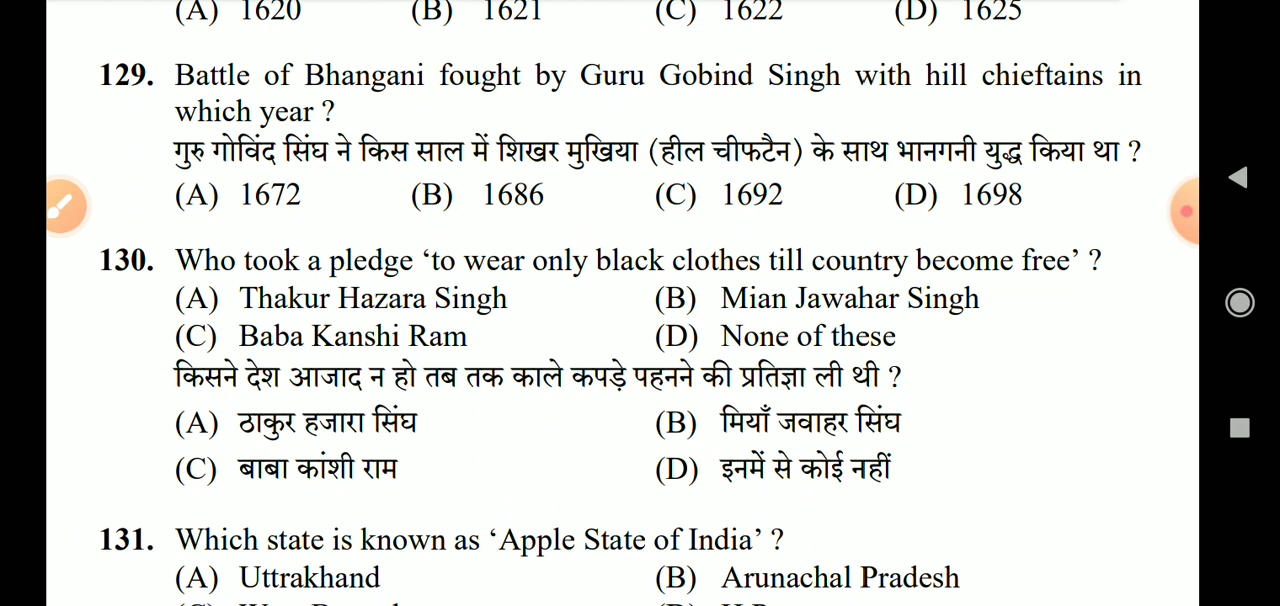 (A) 1620 (B) 1621 (C) 1622 (D) 1625
129. Battle of Bhangani fought by Guru Gobind Singh with hill chieftains in
which year ?
गुरु गोविंद सिंघ ने किस साल में शिखर मुखिया (हील चीफटैन) के साथ भानगनी युद्ध किया था ?
(A) 1672 (B) 1686 (C) 1692 (D) 1698
130. Who took a pledge ‘to wear only black clothes till country become free’ ?
(A) Thakur Hazara Singh (B) Mian Jawahar Singh
(C) Baba Kanshi Ram (D) None of these
किसने देश आजाद न हो तब तक काले कपड़े पहनने की प्रतिज्ञा ली थी ?
(A) ठाकुर हजारा सिंघ (B) मियाँ जवाहर सिंघ
(C) बाबा कांशी राम (D) इनमें से कोई नहीं
131. Which state is known as ‘Apple State of India’ ?
(A) Uttrakhand (B) Arunachal Pradesh